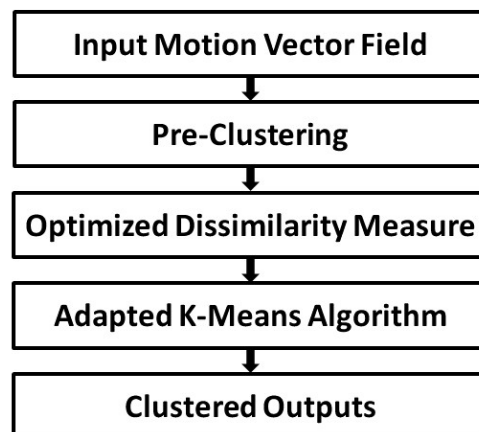 Input Motion Vector Field
Pre-Clustering
Optimized Dissimilarity Measure
Adapted K-Means Algorithm
Clustered Outputs